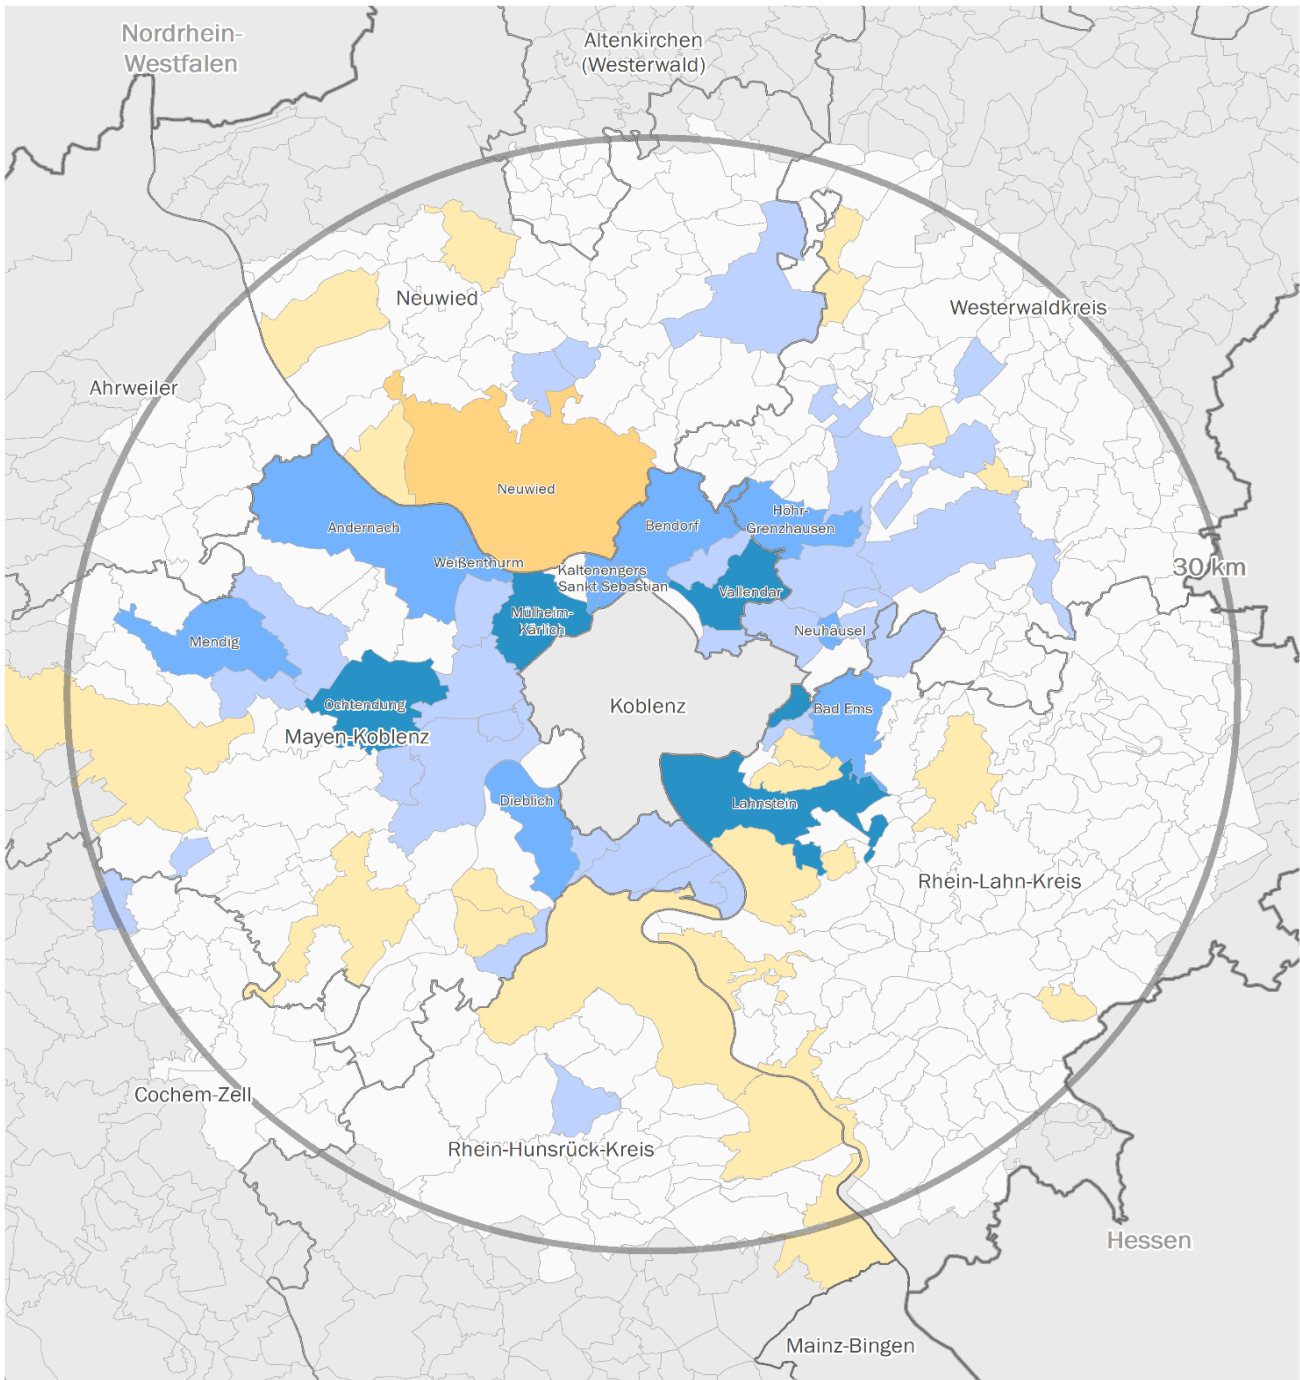 Nordrhein-
Westfalen
Altenkirchen
(Westerwald)
Neuwied
Westerwaldkreis
Ahrweiler
Neuwied
Andernach
Bendorf
Höhr-
Grenzhausen
Weißenthurm
Kaltenengers
Sankt Sebastian
30 km
Vallendar
Mülheim-
Kärlich
Mendig
Neuhäusel
Ochtendung
Koblenz
Bad Ems
Mayen-Koblenz
Dieblich
Lahnstein
Rhein-Lahn-Kreis
Cochem-Zell
Rhein-Hunsrück-Kreis
Hessen
Mainz-Bingen